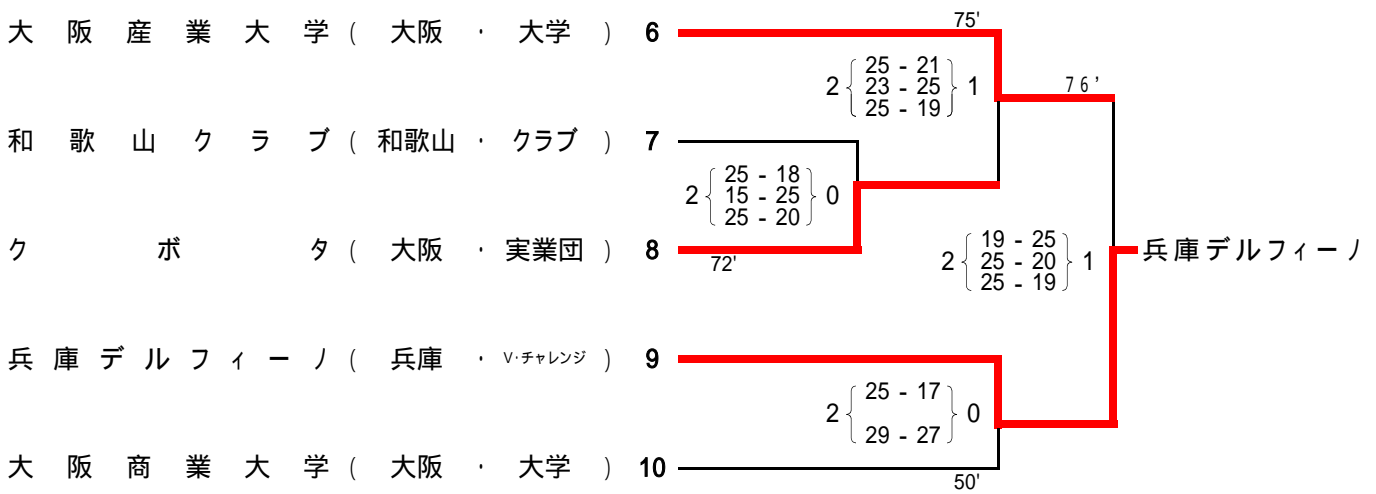 大阪産業大学(大阪・大学)6
75'
2{25-21 23-25 25-19}1
76'
和歌山クラブ(和歌山・クラブ)7
2{25-18 15-25 25-20}0
クボタ(大阪・実業団)8
72'
2{19-25 25-20 25-19}1
兵庫デルフィーノ
兵庫デルフィーノ(兵庫・V・チャレンジ)9
2{25-17 29-27}0
大阪商業大学(大阪・大学)10
50'